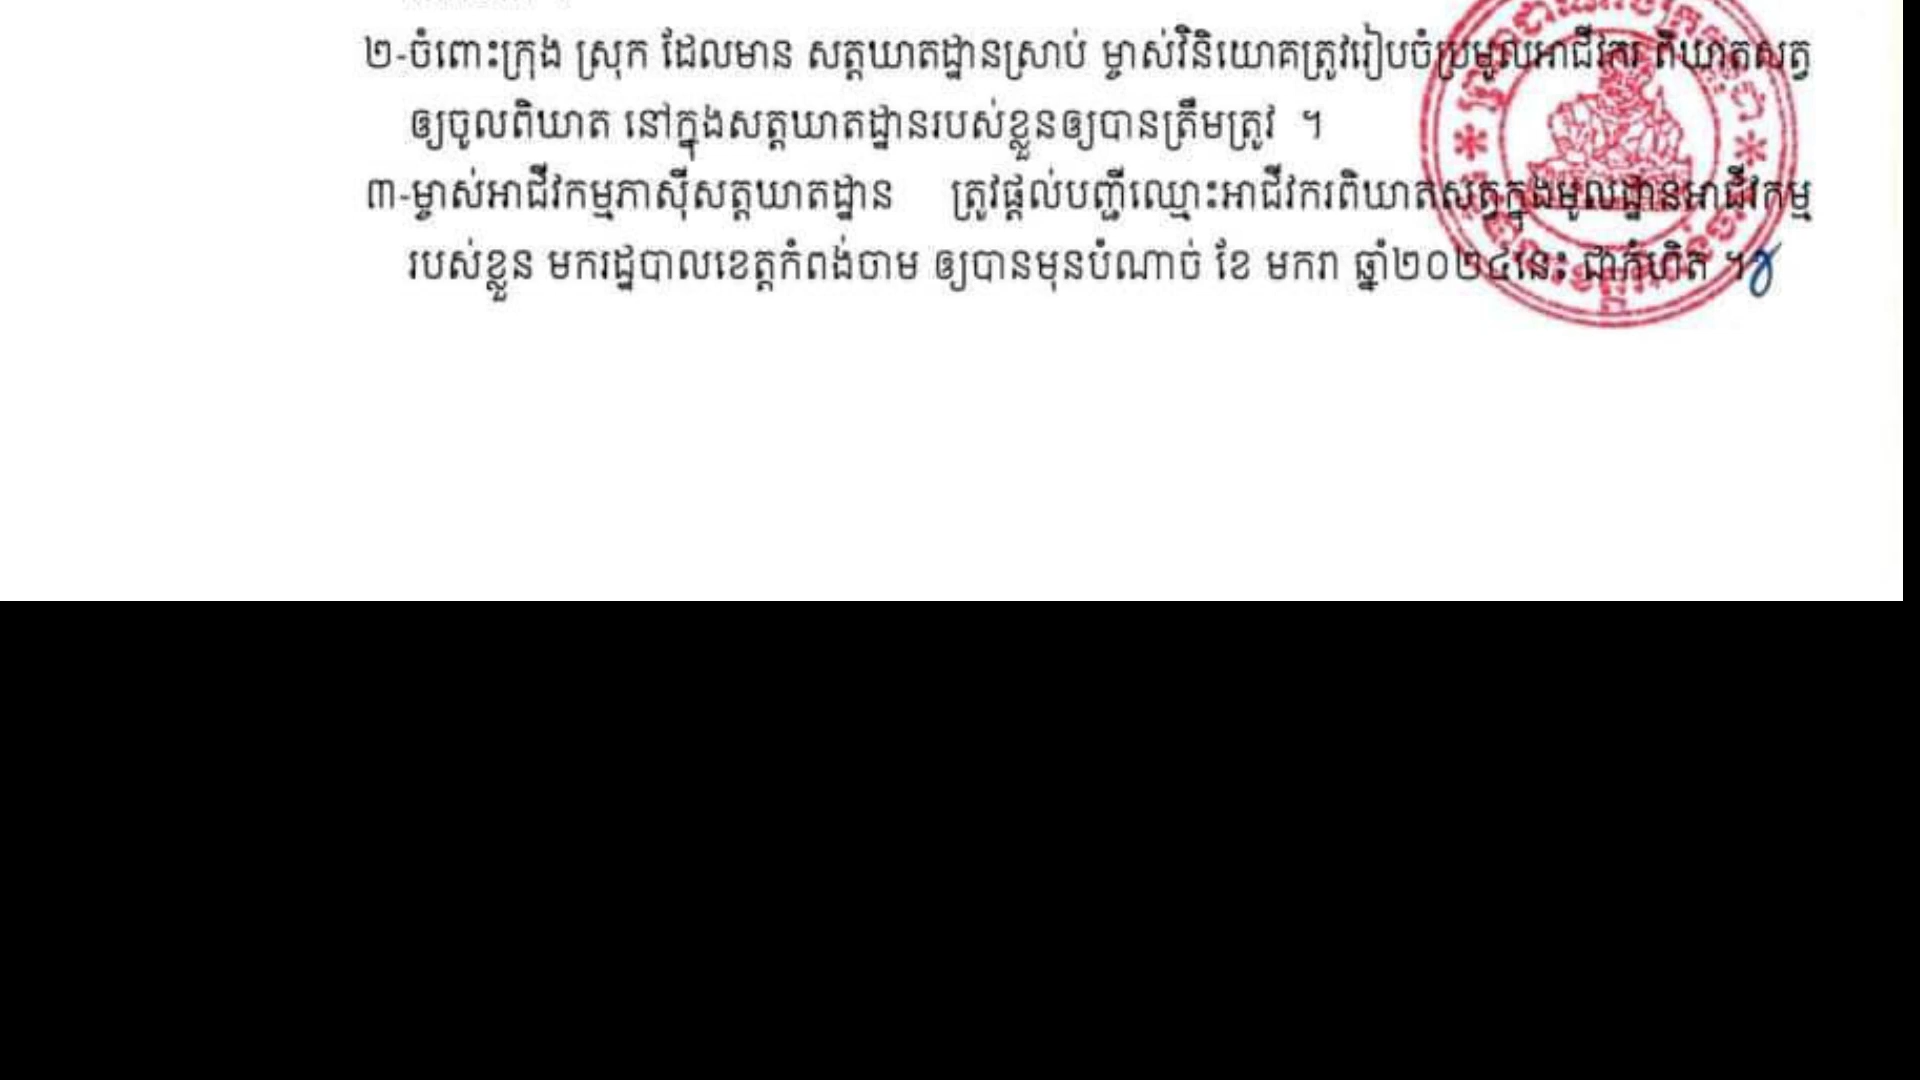 ២-ចំពោះក្រុង ស្រុក ដែលមាន សត្តឃាតដ្ឋានស្រាប់ ម្ចាស់វិនិយោគត្រូវរៀបចំប្រមូលអាជីវករ ពិឃាតសត្វ
ឲ្យចូលពិឃាត នៅក្នុងសត្តឃាតដ្ឋានរបស់ខ្លួនឲ្យបានត្រឹមត្រូវ ។
៣-ម្ចាស់អាជីវកម្មភាស៊ីសត្តឃាតដ្ឋាន ត្រូវផ្តល់បញ្ជីឈ្មោះអាជីវករពិឃាតសត្វក្នុងមូលដ្ឋានអាជីវកម្ម
របស់ខ្លួន មករដ្ឋបាលខេត្តកំពង់ចាម ឲ្យបានមុនបំណាច់ ខែ មករា ឆ្នាំ២០២៤នេះ ជាកំហិត ។